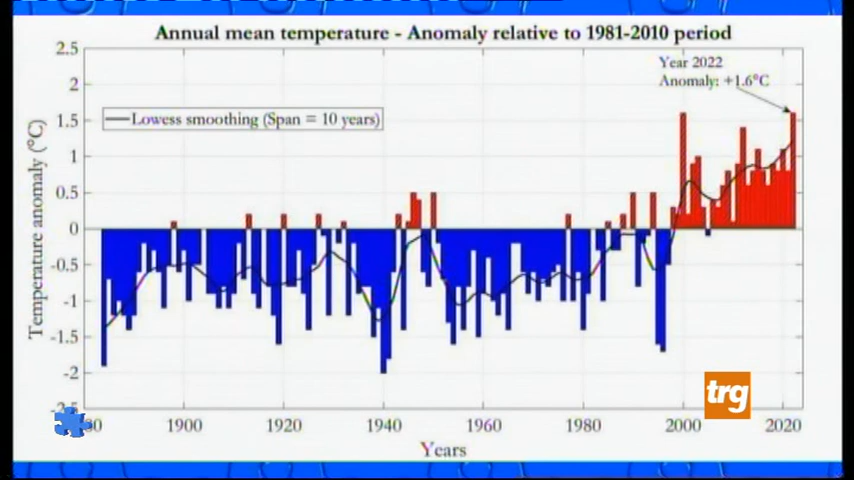 Annual mean temperature - Anomaly relative to 1981-2010 period
2.5
Year 2022
2
Anomaly: +1.6°C
1.5
Lowess smoothing (Span = 10 years)
1
0.5
0
-0.5
-1
-1.5
-2
Temperature anomaly (°C)
trg
1900 1920 1940 1960 1980 2000 2020
Years